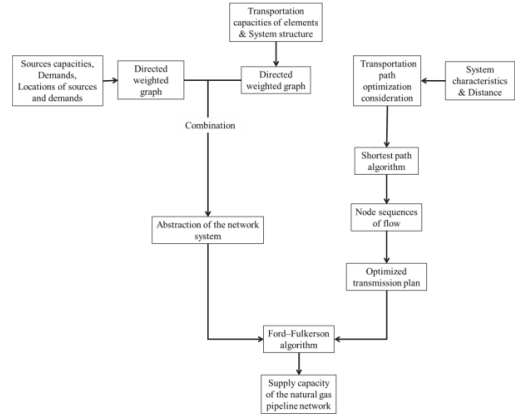 Transportation
capacities of elements
& System structure
Sources capacities,
Demands,
Locations of sources
and demands
Directed
weighted
graph
Directed
weighted graph
Transportation
path
optimization
consideration
System
characteristics
& Distance
Combination
Shortest path
algorithm
Node sequences
of flow
Abstraction of the network
system
Optimized
transmission plan
Ford–Fulkerson
algorithm
Supply capacity
of the natural gas
pipeline network